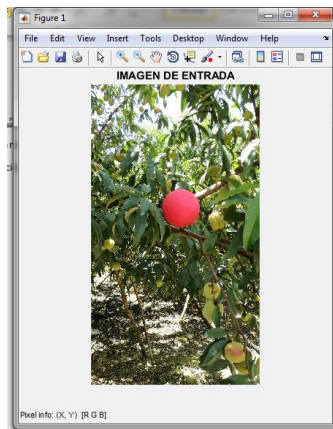 Figure 1
File Edit View Insert Tools Desktop Window Help
IMAGEN DE ENTRADA
Pixel info: (X, Y) [R G B]